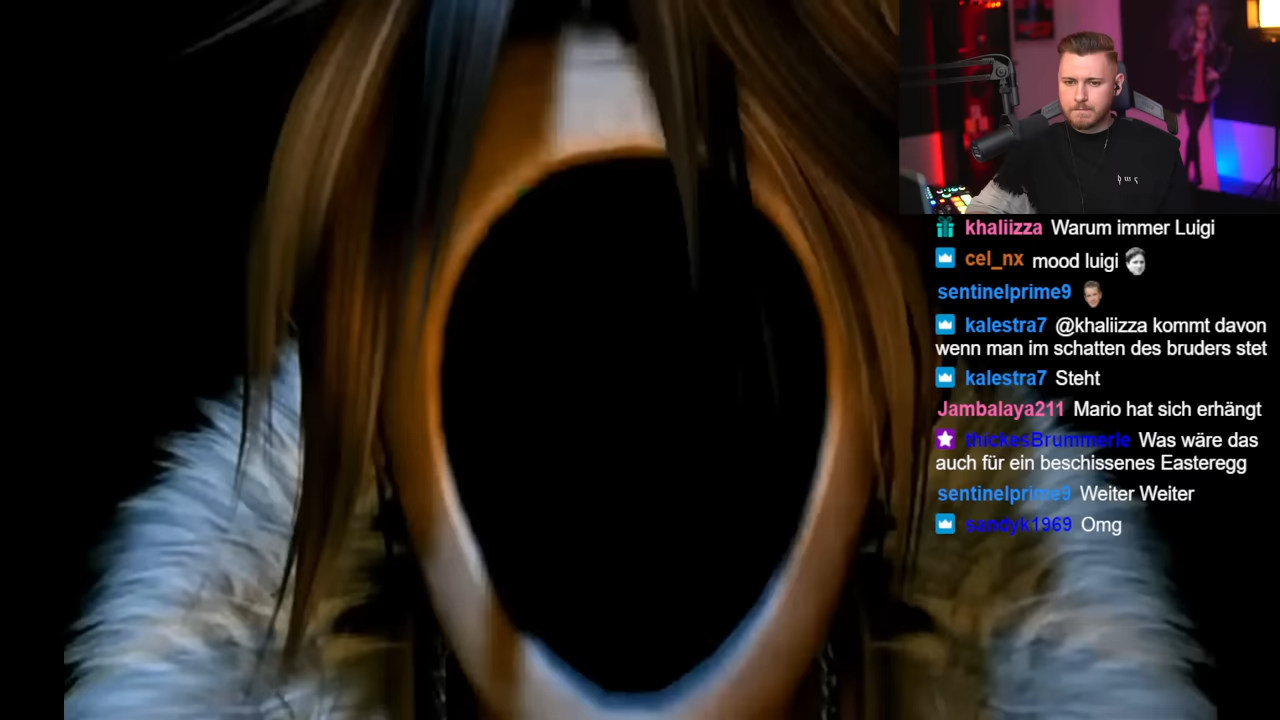 khaliizza Warum immer Luigi
cel_nx mood luigi
sentinelprime9
kalestra7 @khaliizza kommt davon
wenn man im schatten des bruders stet
kalestra7 Steht
Jambalaya211 Mario hat sich erhängt
thickesBrummerle Was wäre das
auch für ein beschissenes Easteregg
sentinelprime9 Weiter Weiter
sandyk1969 Omg